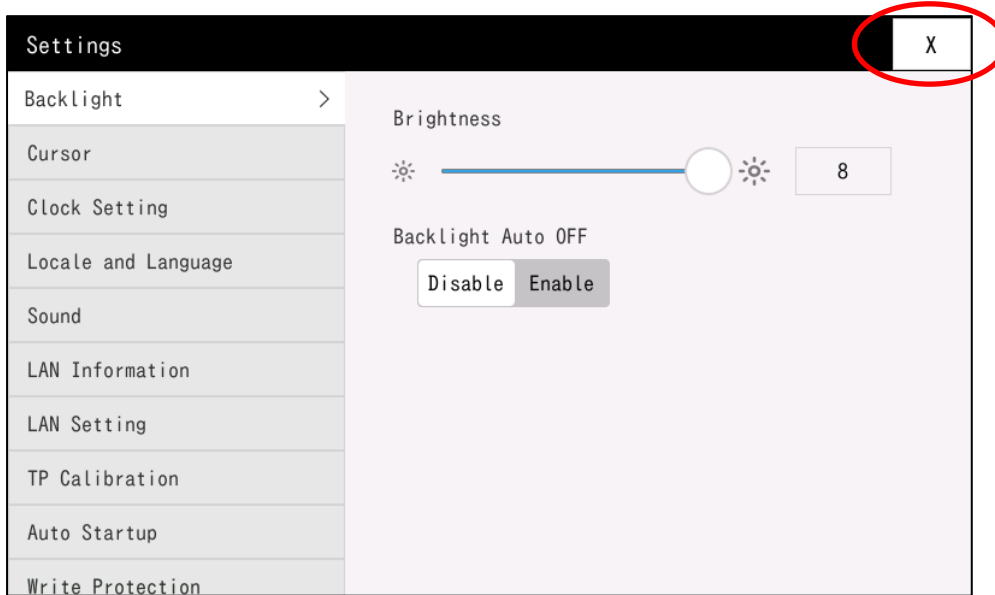 Settings
X
Backlight
Cursor
Clock Setting
Locale and Language
Sound
LAN Information
LAN Setting
TP Calibration
Auto Startup
Write Protection
Brightness
8
Backlight Auto OFF
Disable Enable